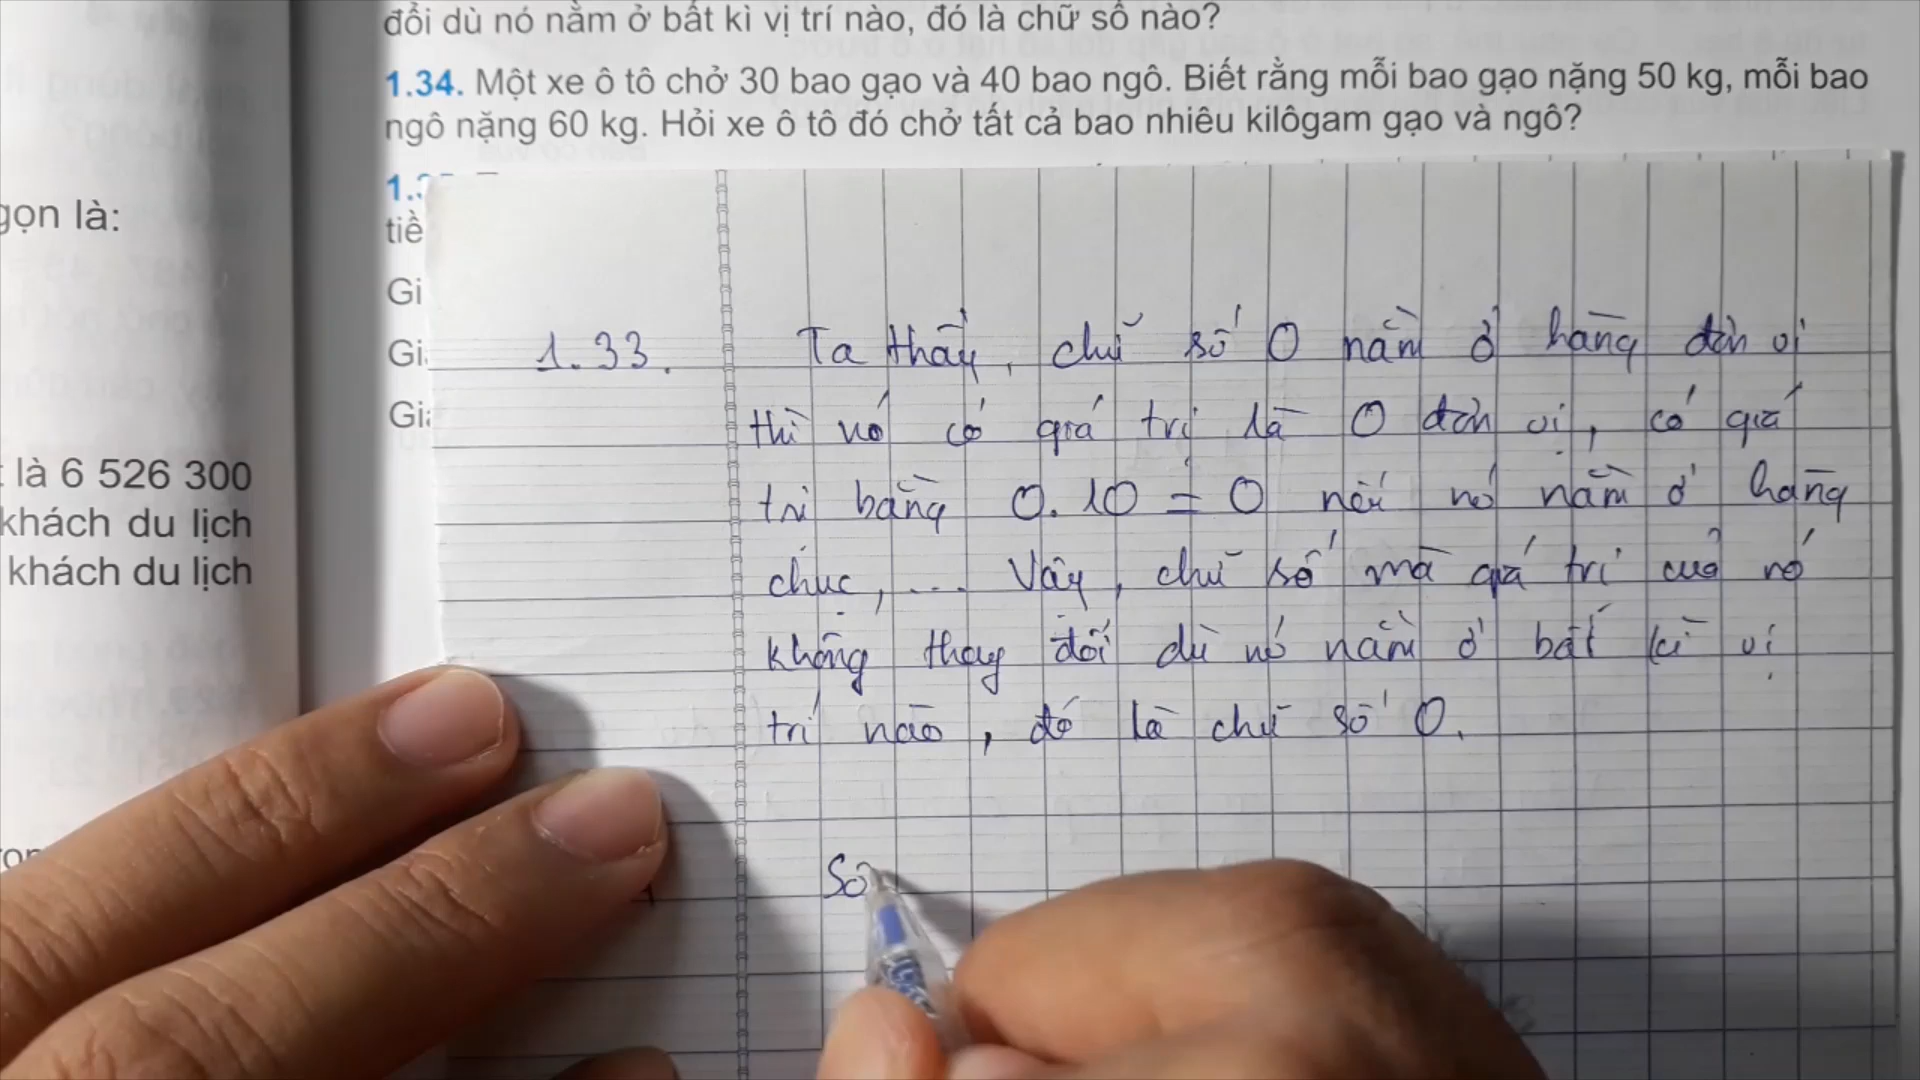 đổi dù nó nằm ở bất kì vị trí nào, đó là chữ số nào?
1.34. Một xe ô tô chở 30 bao gạo và 40 bao ngô. Biết rằng mỗi bao gạo nặng 50 kg, mỗi bao
ngô nặng 60 kg. Hỏi xe ô tô đó chở tất cả bao nhiêu kilôgam gạo và ngô?
gọn là:
là 6 526 300
khách du lịch
khách du lịch
tiề
Gi
Gi
Gi
1.33. Ta thấy, chữ số 0 nằm ở hàng đơn vị
thì nó có giá trị là 0 đơn vị, có giá
trị bằng 0.10 = 0 nếu nó nằm ở hàng
chục, .... Vậy, chữ số mà giá trị của nó
không thay đổi dù nó nằm ở bất kì vị
trí nào, đó là chữ số 0.
Số